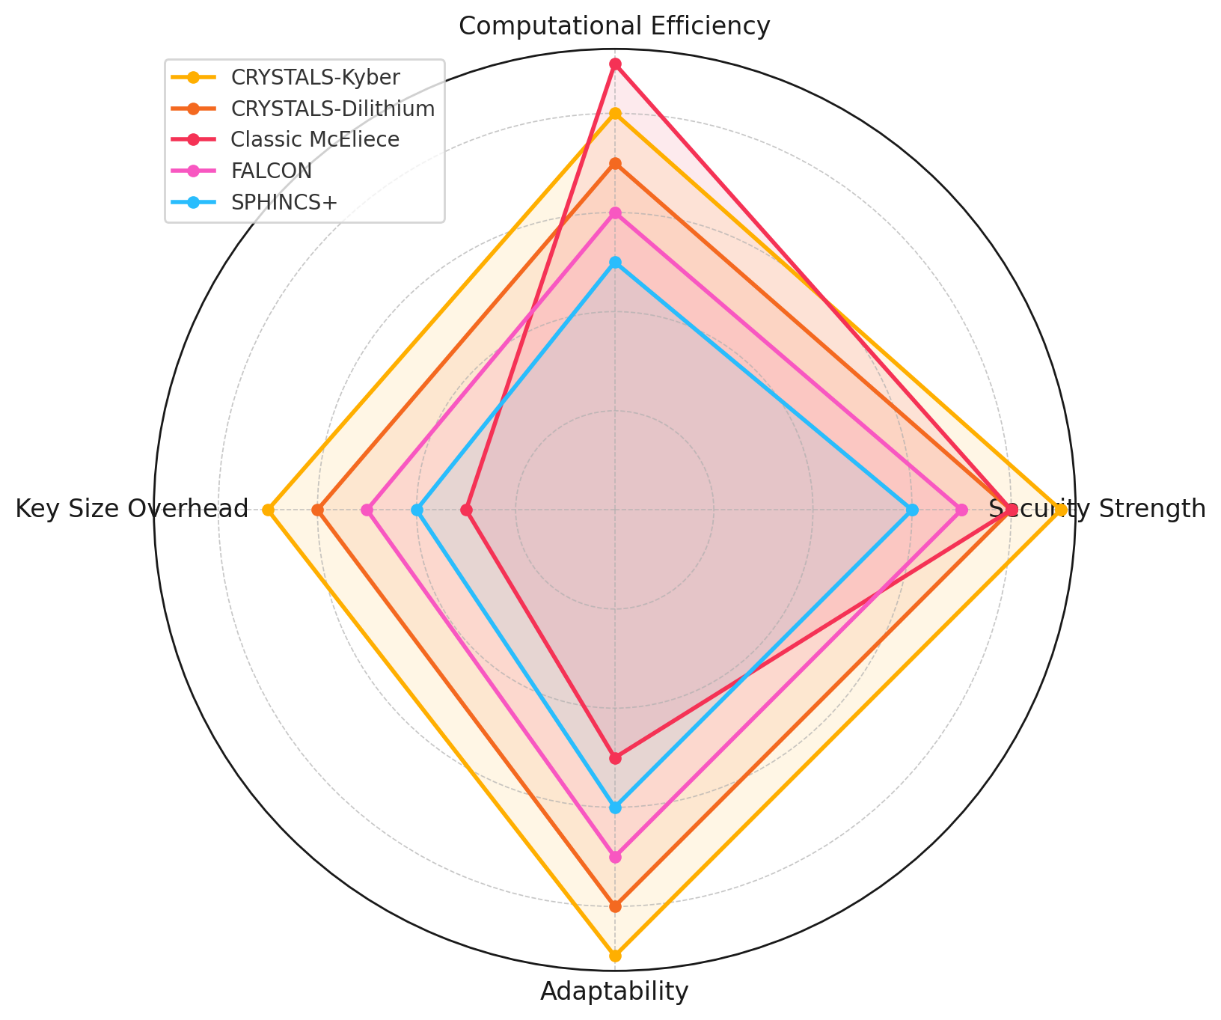 Computational Efficiency
CRYSTALS-Kyber
CRYSTALS-Dilithium
Classic McEliece
FALCON
SPHINCS+
Key Size Overhead
Security Strength
Adaptability